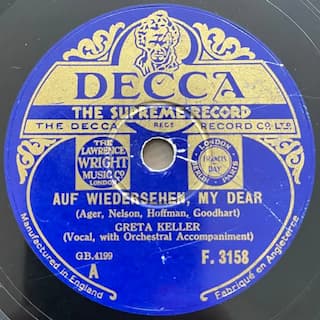 DECCA
THE SUPREME RECORD
THE DECCA REGD RECORD CO. LTD.
THE LAWRENCE WRIGHT MUSIC CO. LONDON
LONDON FRANCIS DAY PARIS
AUF WIEDERSEHEN, MY DEAR
(Ager, Nelson, Hoffman, Goodhart)
GRETA KELLER
(Vocal, with Orchestral Accompaniment)
GB.4199
A
F. 3158
Manufactured in England
Fabriqué en Angleterre